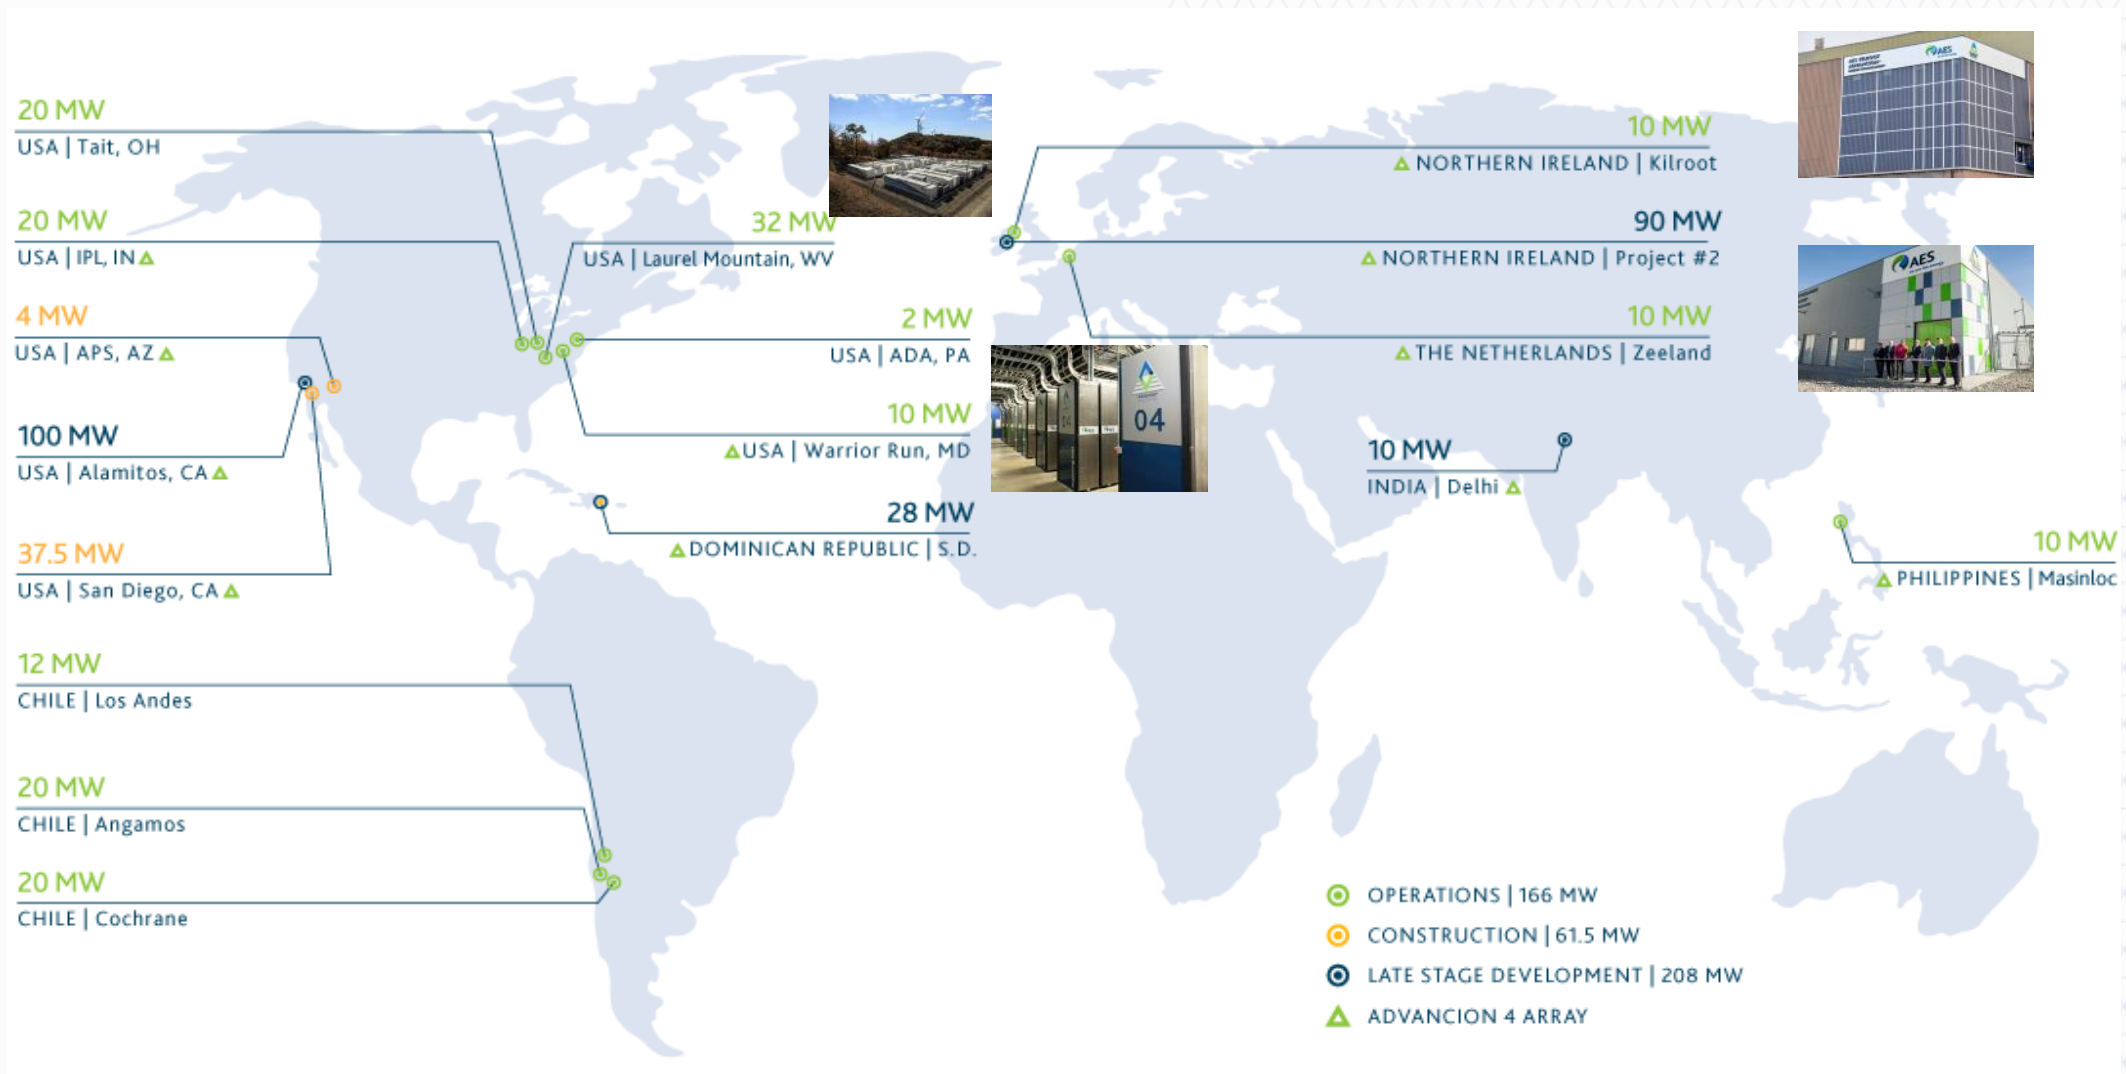 20 MW
USA | Tait, OH
20 MW
USA | IPL, IN
4 MW
USA | APS, AZ
100 MW
USA | Alamitos, CA
37.5 MW
USA | San Diego, CA
12 MW
CHILE | Los Andes
20 MW
CHILE | Angamos
20 MW
CHILE | Cochrane
32 MW
USA | Laurel Mountain, WV
2 MW
USA | ADA, PA
10 MW
USA | Warrior Run, MD
28 MW
DOMINICAN REPUBLIC | S.D.
04
10 MW
NORTHERN IRELAND | Kilroot
90 MW
NORTHERN IRELAND | Project #2
10 MW
THE NETHERLANDS | Zeeland
10 MW
INDIA | Delhi
10 MW
PHILIPPINES | Masinloc
AES
AES
OPERATIONS | 166 MW
CONSTRUCTION | 61.5 MW
LATE STAGE DEVELOPMENT | 208 MW
ADVANCION 4 ARRAY